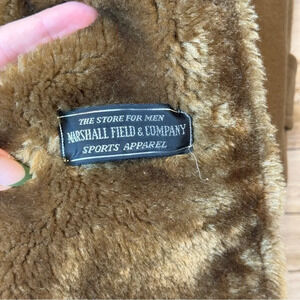 THE STORE FOR MEN
MARSHALL FIELD & COMPANY
SPORTS APPAREL